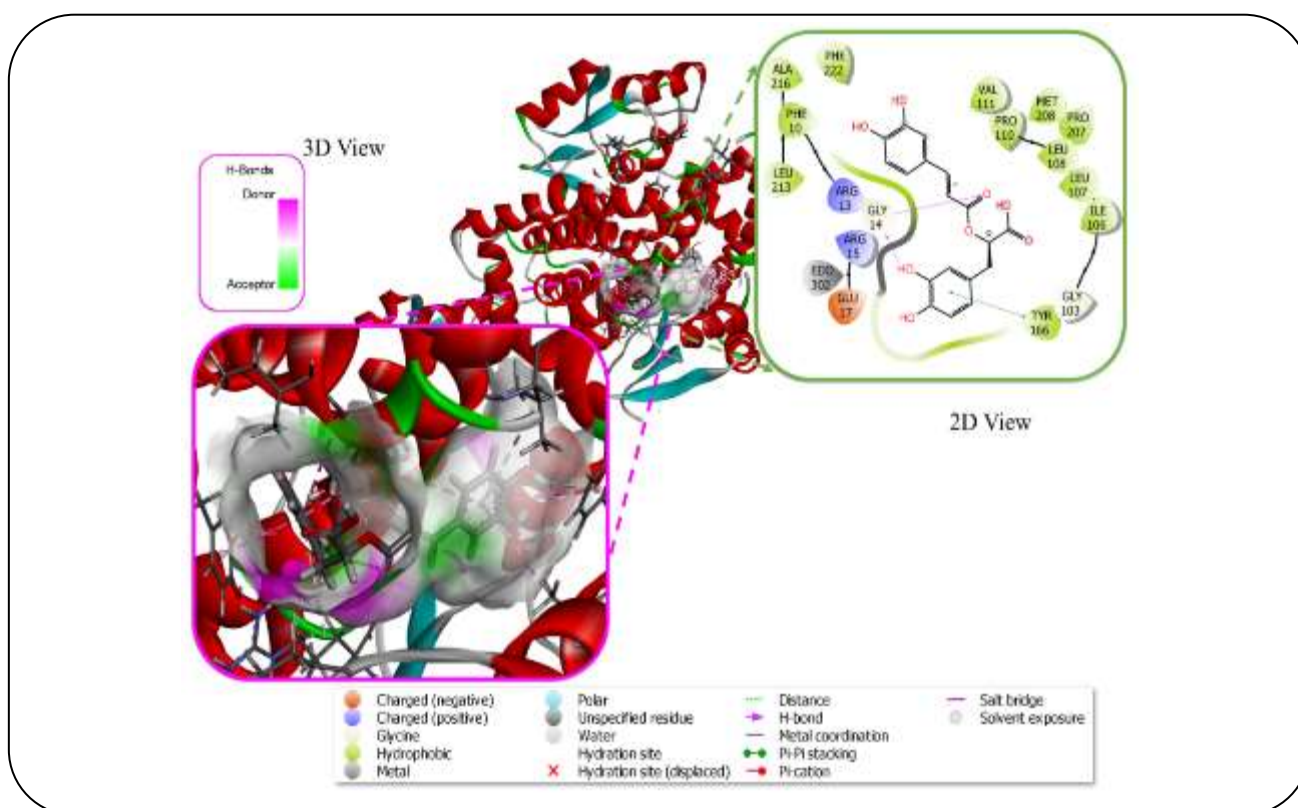 3D View
H-Bonds
Donor
Acceptor
ALA
216
PHE
222
PHE
10
LEU
213
ARG
13
GLY
14
ARG
15
EDO
302
GLU
17
HO
HO
O
O
HO
O
HO
HO
VAL
111
PRO
110
MET
208
PRO
207
LEU
108
LEU
107
ILE
106
GLY
103
TYR
166
2D View
Charged (negative)
Charged (positive)
Glycine
Hydrophobic
Metal
Polar
Unspecified residue
Water
Hydration site
Hydration site (displaced)
Distance
H-bond
Metal coordination
Pi-Pi stacking
Pi-cation
Salt bridge
Solvent exposure